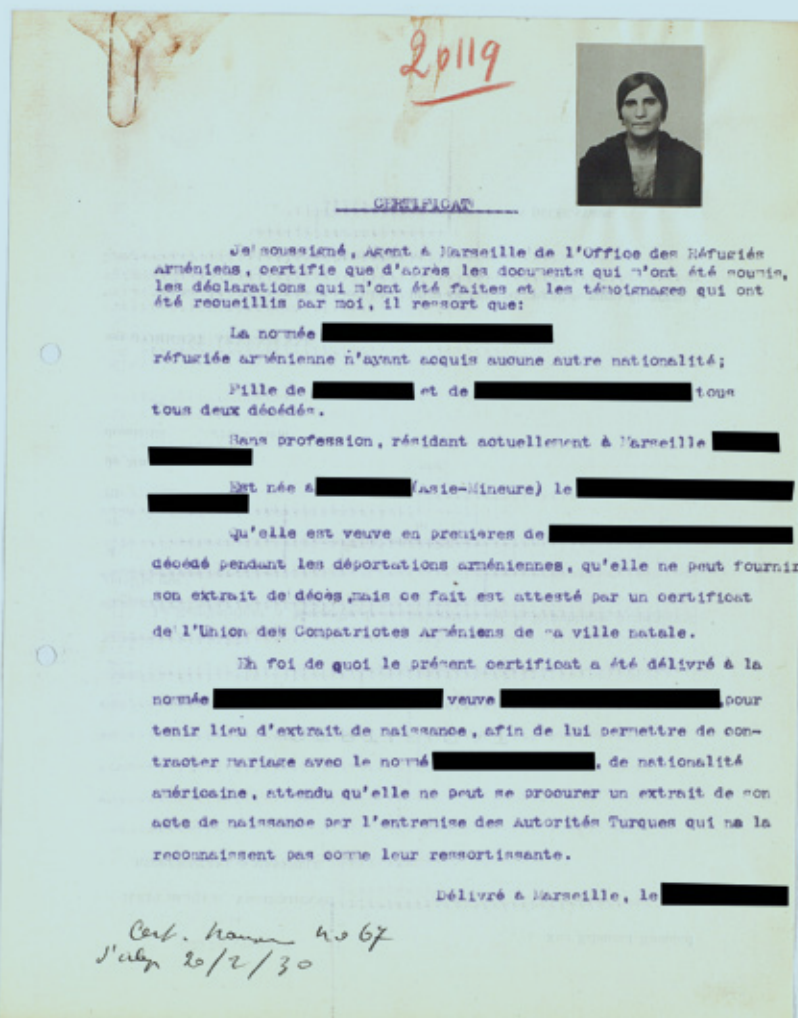 20119
CERTIFICAT
Je soussigné, Agent à Marseille de l'Office des Réfugiés
Arméniens, certifie que d'après les documents qui m'ont été soumis,
les déclarations qui m'ont été faites et les témoignages qui ont
été recueillis par moi, il ressort que:
La nommée
réfugiée arménienne n'ayant acquis aucune autre nationalité;
Fille de et de tous
tous deux décédés.
Sans profession, résidant actuellement à Marseille
Est née à (Asie-Mineure) le
Qu'elle est veuve en premieres de
décédé pendant les déportations arméniennes, qu'elle ne peut fournir
son extrait de décès,mais ce fait est attesté par un certificat
de l'Union des Compatriotes Arméniens de sa ville natale.
En foi de quoi le présent certificat a été délivré à la
nommée veuve ,pour
tenir lieu d'extrait de naissance, afin de lui permettre de con-
tracter mariage avec le nommé , de nationalité
américaine, attendu qu'elle ne peut se procurer un extrait de son
acte de naissance par l'entremise des Autorités Turques qui ne la
reconnaissent pas comme leur ressortissante.
Délivré à Marseille, le
Cert. no 67
20/2/30